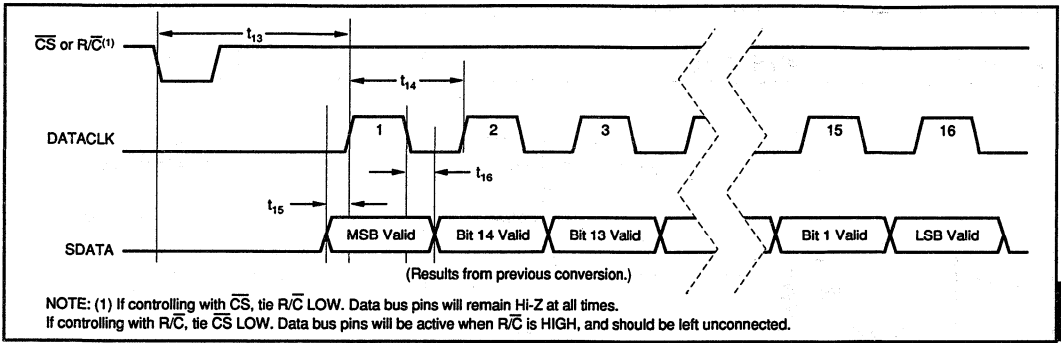 C̅S̅ or R/C̅⁽¹⁾
t₁₃
t₁₄
DATACLK
1
2
3
15
16
t₁₆
t₁₅
SDATA
MSB Valid
Bit 14 Valid
Bit 13 Valid
Bit 1 Valid
LSB Valid
(Results from previous conversion.)
NOTE: (1) If controlling with C̅S̅, tie R/C̅ LOW. Data bus pins will remain Hi-Z at all times.
If controlling with R/C̅, tie C̅S̅ LOW. Data bus pins will be active when R/C̅ is HIGH, and should be left unconnected.